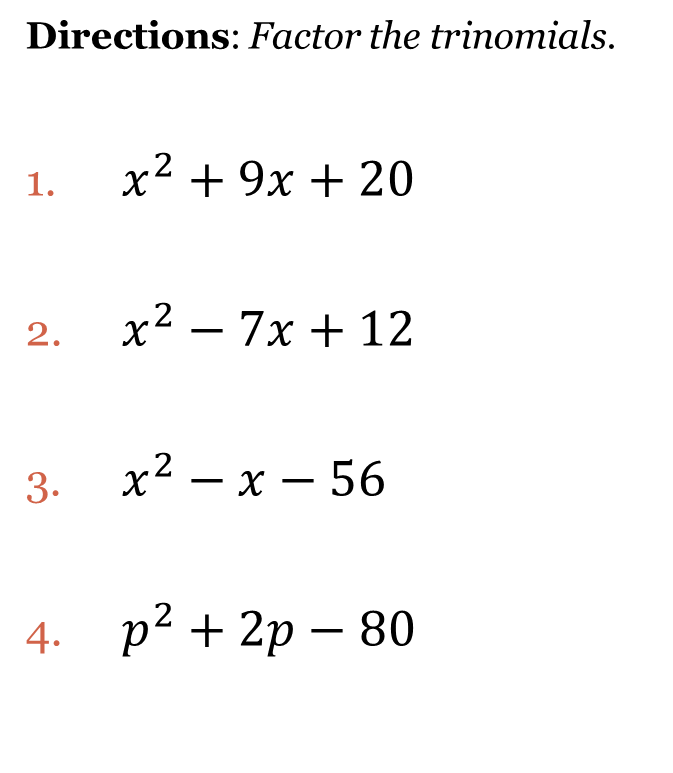 Directions: Factor the trinomials.
1. x² + 9x + 20
2. x² − 7x + 12
3. x² − x − 56
4. p² + 2p − 80